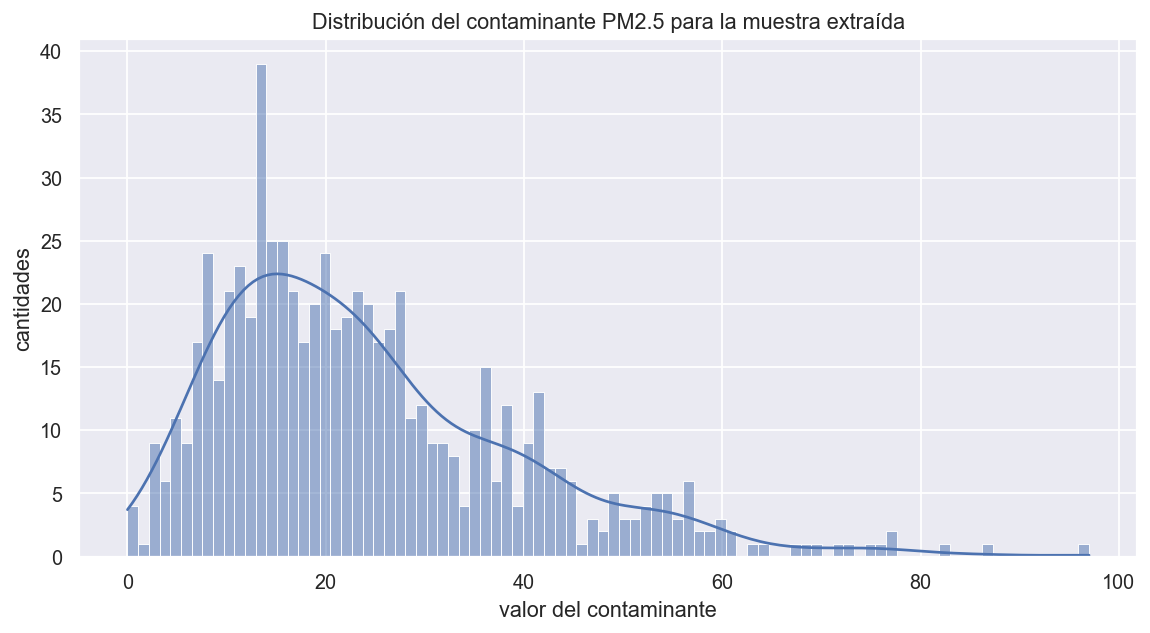 Distribución del contaminante PM2.5 para la muestra extraída
40
35
30
25
20
15
10
5
0
cantidades
0 20 40 60 80 100
valor del contaminante